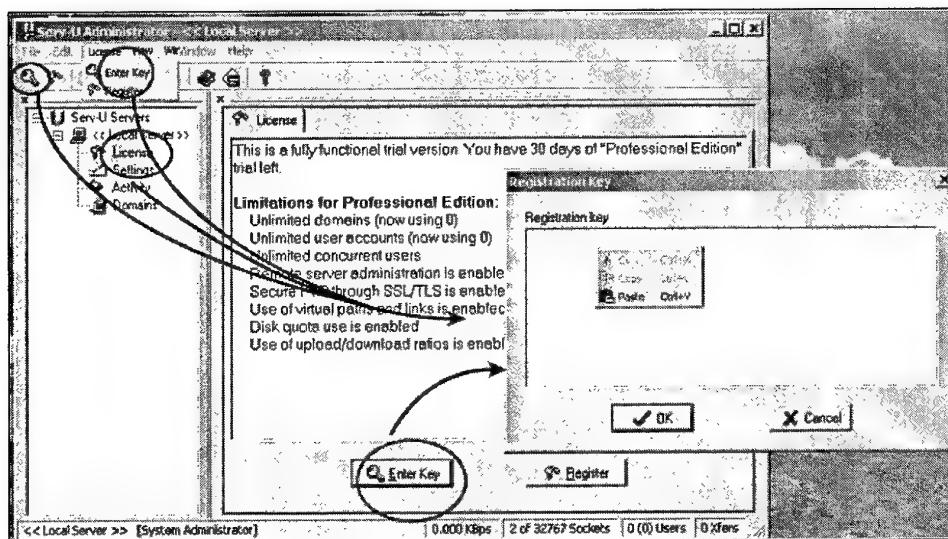 Serv-U Administrator - << Local Server >>
File Edit License View Window Help
Enter Key
Register
Serv-U Servers
<< Local Server >>
License
Settings
Activity
Domains
License
This is a fully functional trial version. You have 30 days of "Professional Edition"
trial left.
Limitations for Professional Edition:
Unlimited domains (now using 0)
Unlimited user accounts (now using 0)
Unlimited concurrent users
Remote server administration is enable
Secure through SSL/TLS is enable
Use of virtual paths and links is enabled
Disk quota use is enabled
Use of upload/download ratios is enabl
Enter Key
Register
Registration Key
Registration key
Cut Ctrl+X
Copy Ctrl+C
Paste Ctrl+V
OK
Cancel
<< Local Server >> [System Administrator]
0.000 KBps
2 of 32767 Sockets
0 (0) Users
0 Xfers